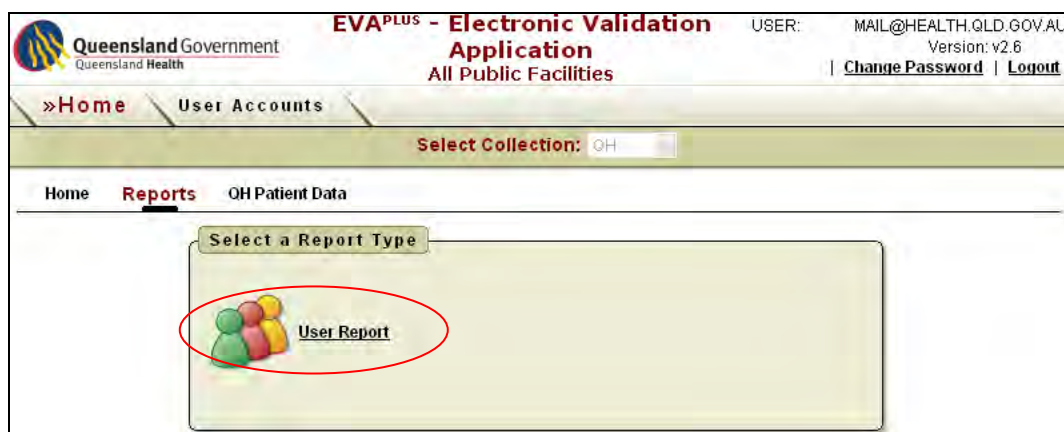 Queensland Government
Queensland Health
EVAPLUS - Electronic Validation
Application
All Public Facilities
USER: MAIL@HEALTH.QLD.GOV.AU
Version: v2.6
| Change Password | Logout
»Home User Accounts
Select Collection: QH
Home Reports QH Patient Data
Select a Report Type
User Report